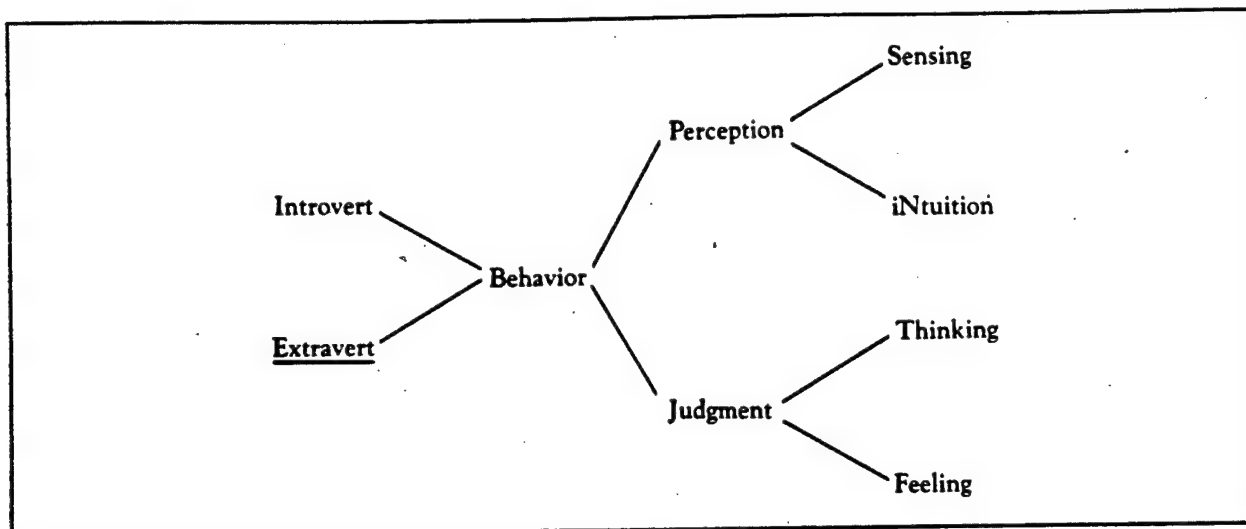 Sensing
Perception
Introvert
iNtuition
Behavior
Extravert
Thinking
Judgment
Feeling